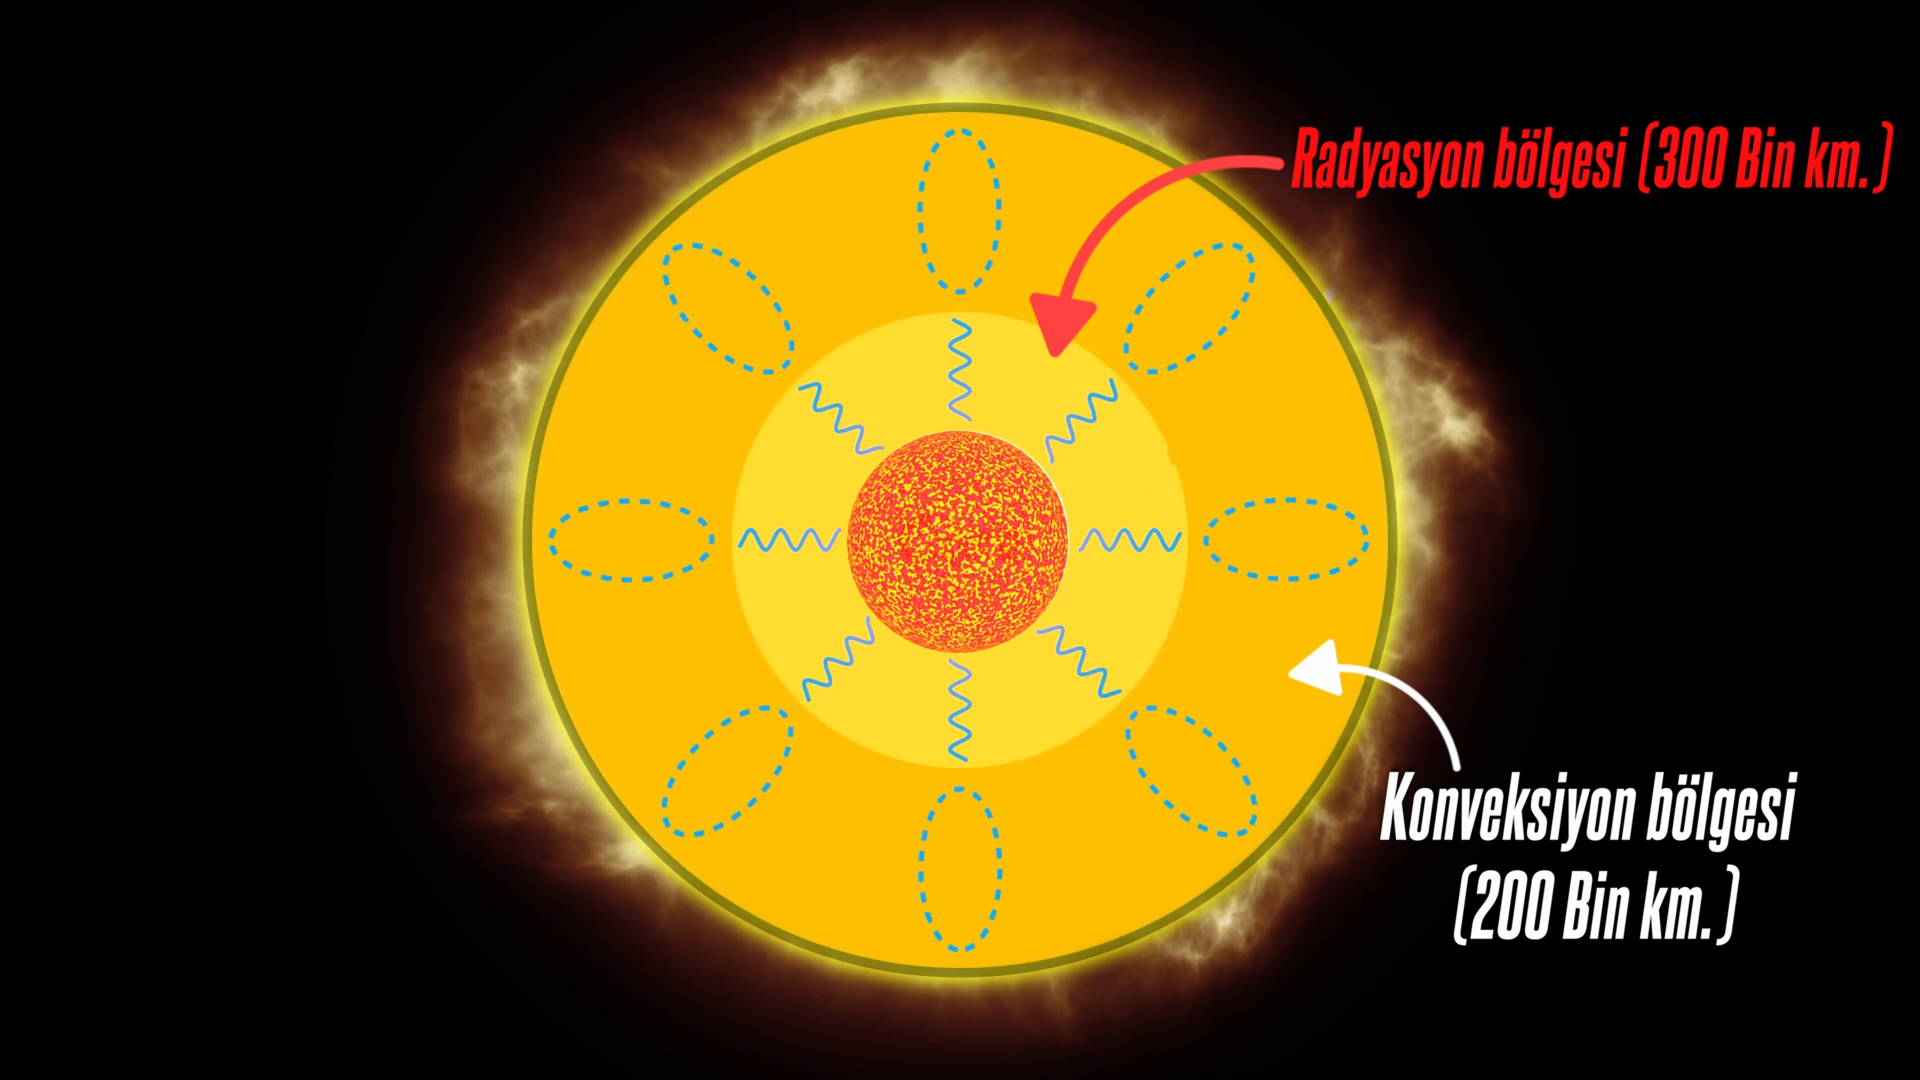 Radyasyon bölgesi (300 Bin km.)
Konveksiyon bölgesi
(200 Bin km.)